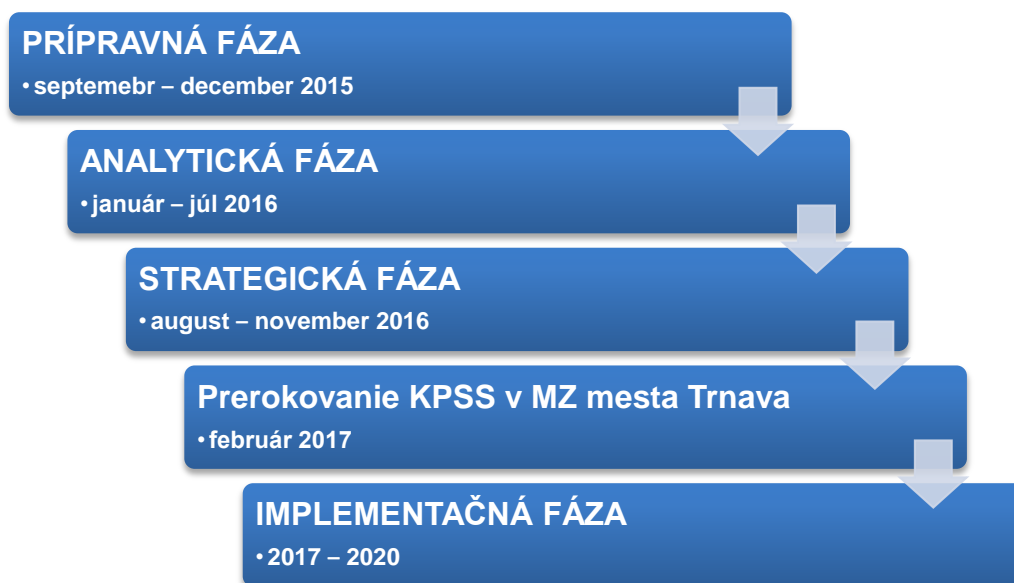 PRÍPRAVNÁ FÁZA
• septemebr – december 2015
ANALYTICKÁ FÁZA
• január – júl 2016
STRATEGICKÁ FÁZA
• august – november 2016
Prerokovanie KPSS v MZ mesta Trnava
• február 2017
IMPLEMENTAČNÁ FÁZA
• 2017 – 2020